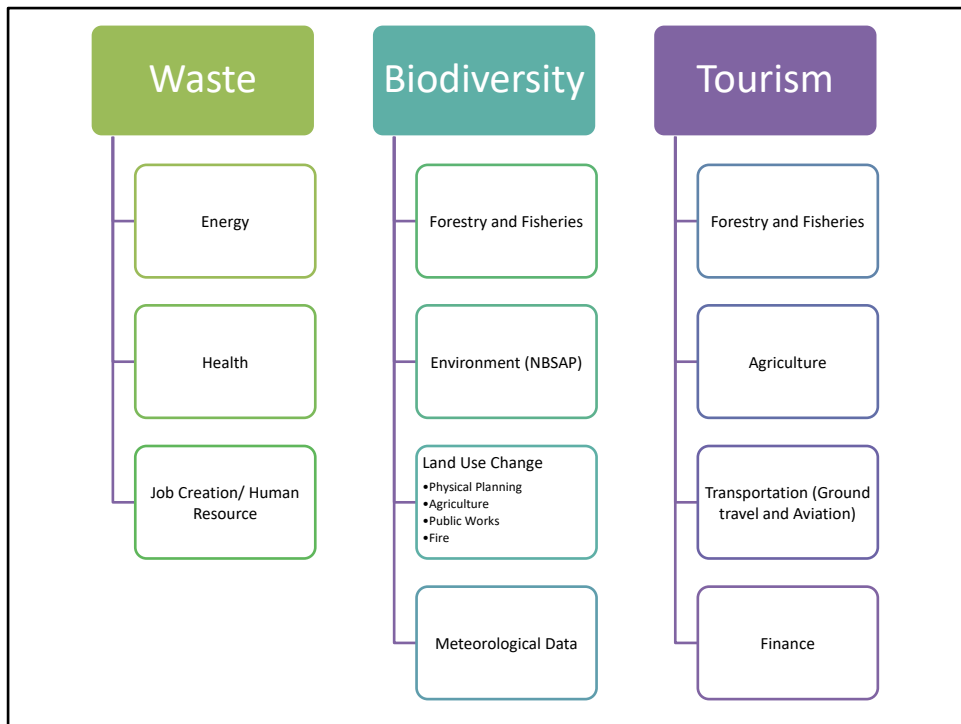 Waste
Energy
Health
Job Creation/ Human
Resource
Biodiversity
Forestry and Fisheries
Environment (NBSAP)
Land Use Change
•Physical Planning
•Agriculture
•Public Works
•Fire
Meteorological Data
Tourism
Forestry and Fisheries
Agriculture
Transportation (Ground
travel and Aviation)
Finance